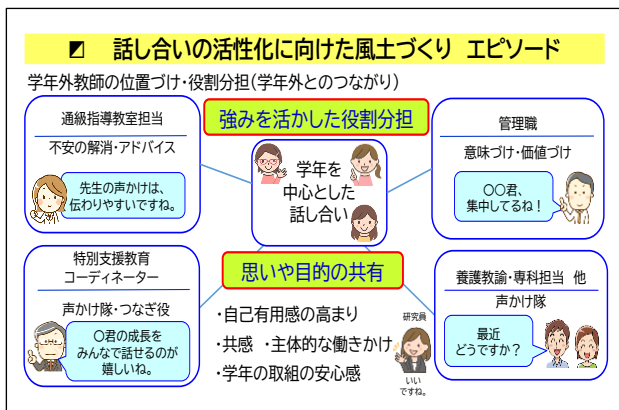 ◩ 話し合いの活性化に向けた風土づくり エピソード
学年外教師の位置づけ・役割分担(学年外とのつながり)
通級指導教室担当
不安の解消・アドバイス
先生の声かけは、
伝わりやすいですね。
強みを活かした役割分担
学年を
中心とした
話し合い
管理職
意味づけ・価値づけ
〇〇君、
集中してるね！
特別支援教育
コーディネーター
声かけ隊・つなぎ役
〇君の成長を
みんなで話せるのが
嬉しいね。
思いや目的の共有
・自己有用感の高まり
・共感 ・主体的な働きかけ
・学年の取組の安心感
研究員
いい
ですね。
養護教諭・専科担当 他
声かけ隊
最近
どうですか？